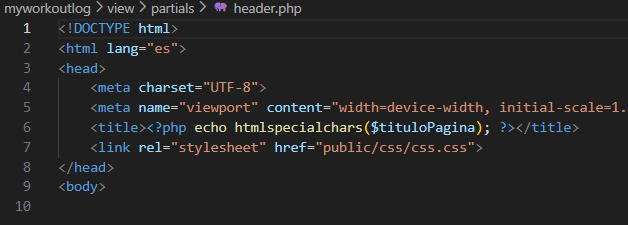 myworkoutlog > view > partials > header.php
1 <!DOCTYPE html>
2 <html lang="es">
3 <head>
4 <meta charset="UTF-8">
5 <meta name="viewport" content="width=device-width, initial-scale=1.
6 <title><?php echo htmlspecialchars($tituloPagina); ?></title>
7 <link rel="stylesheet" href="public/css/css.css">
8 </head>
9 <body>
10